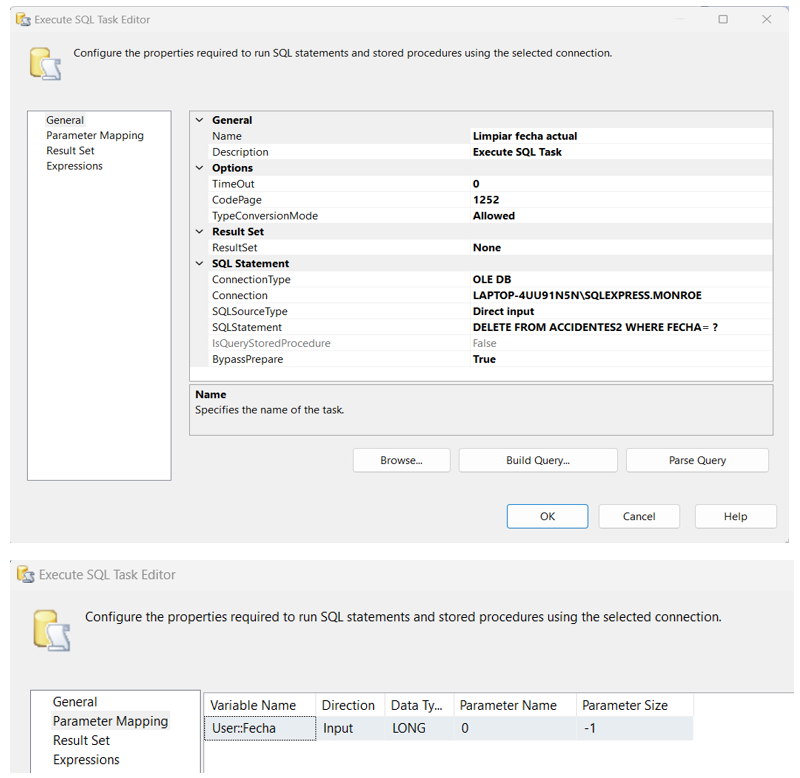 Execute SQL Task Editor
Configure the properties required to run SQL statements and stored procedures using the selected connection.
General
Parameter Mapping
Result Set
Expressions
General
Name Limpiar fecha actual
Description Execute SQL Task
Options
TimeOut 0
CodePage 1252
TypeConversionMode Allowed
Result Set
ResultSet None
SQL Statement
ConnectionType OLE DB
Connection LAPTOP-4UU91N5N\SQLEXPRESS.MONROE
SQLSourceType Direct input
SQLStatement DELETE FROM ACCIDENTES2 WHERE FECHA= ?
IsQueryStoredProcedure False
BypassPrepare True
Name
Specifies the name of the task.
Browse... Build Query... Parse Query
OK Cancel Help
Execute SQL Task Editor
Configure the properties required to run SQL statements and stored procedures using the selected connection.
General
Parameter Mapping
Result Set
Expressions
Variable Name Direction Data Ty... Parameter Name Parameter Size
User::Fecha Input LONG 0 -1